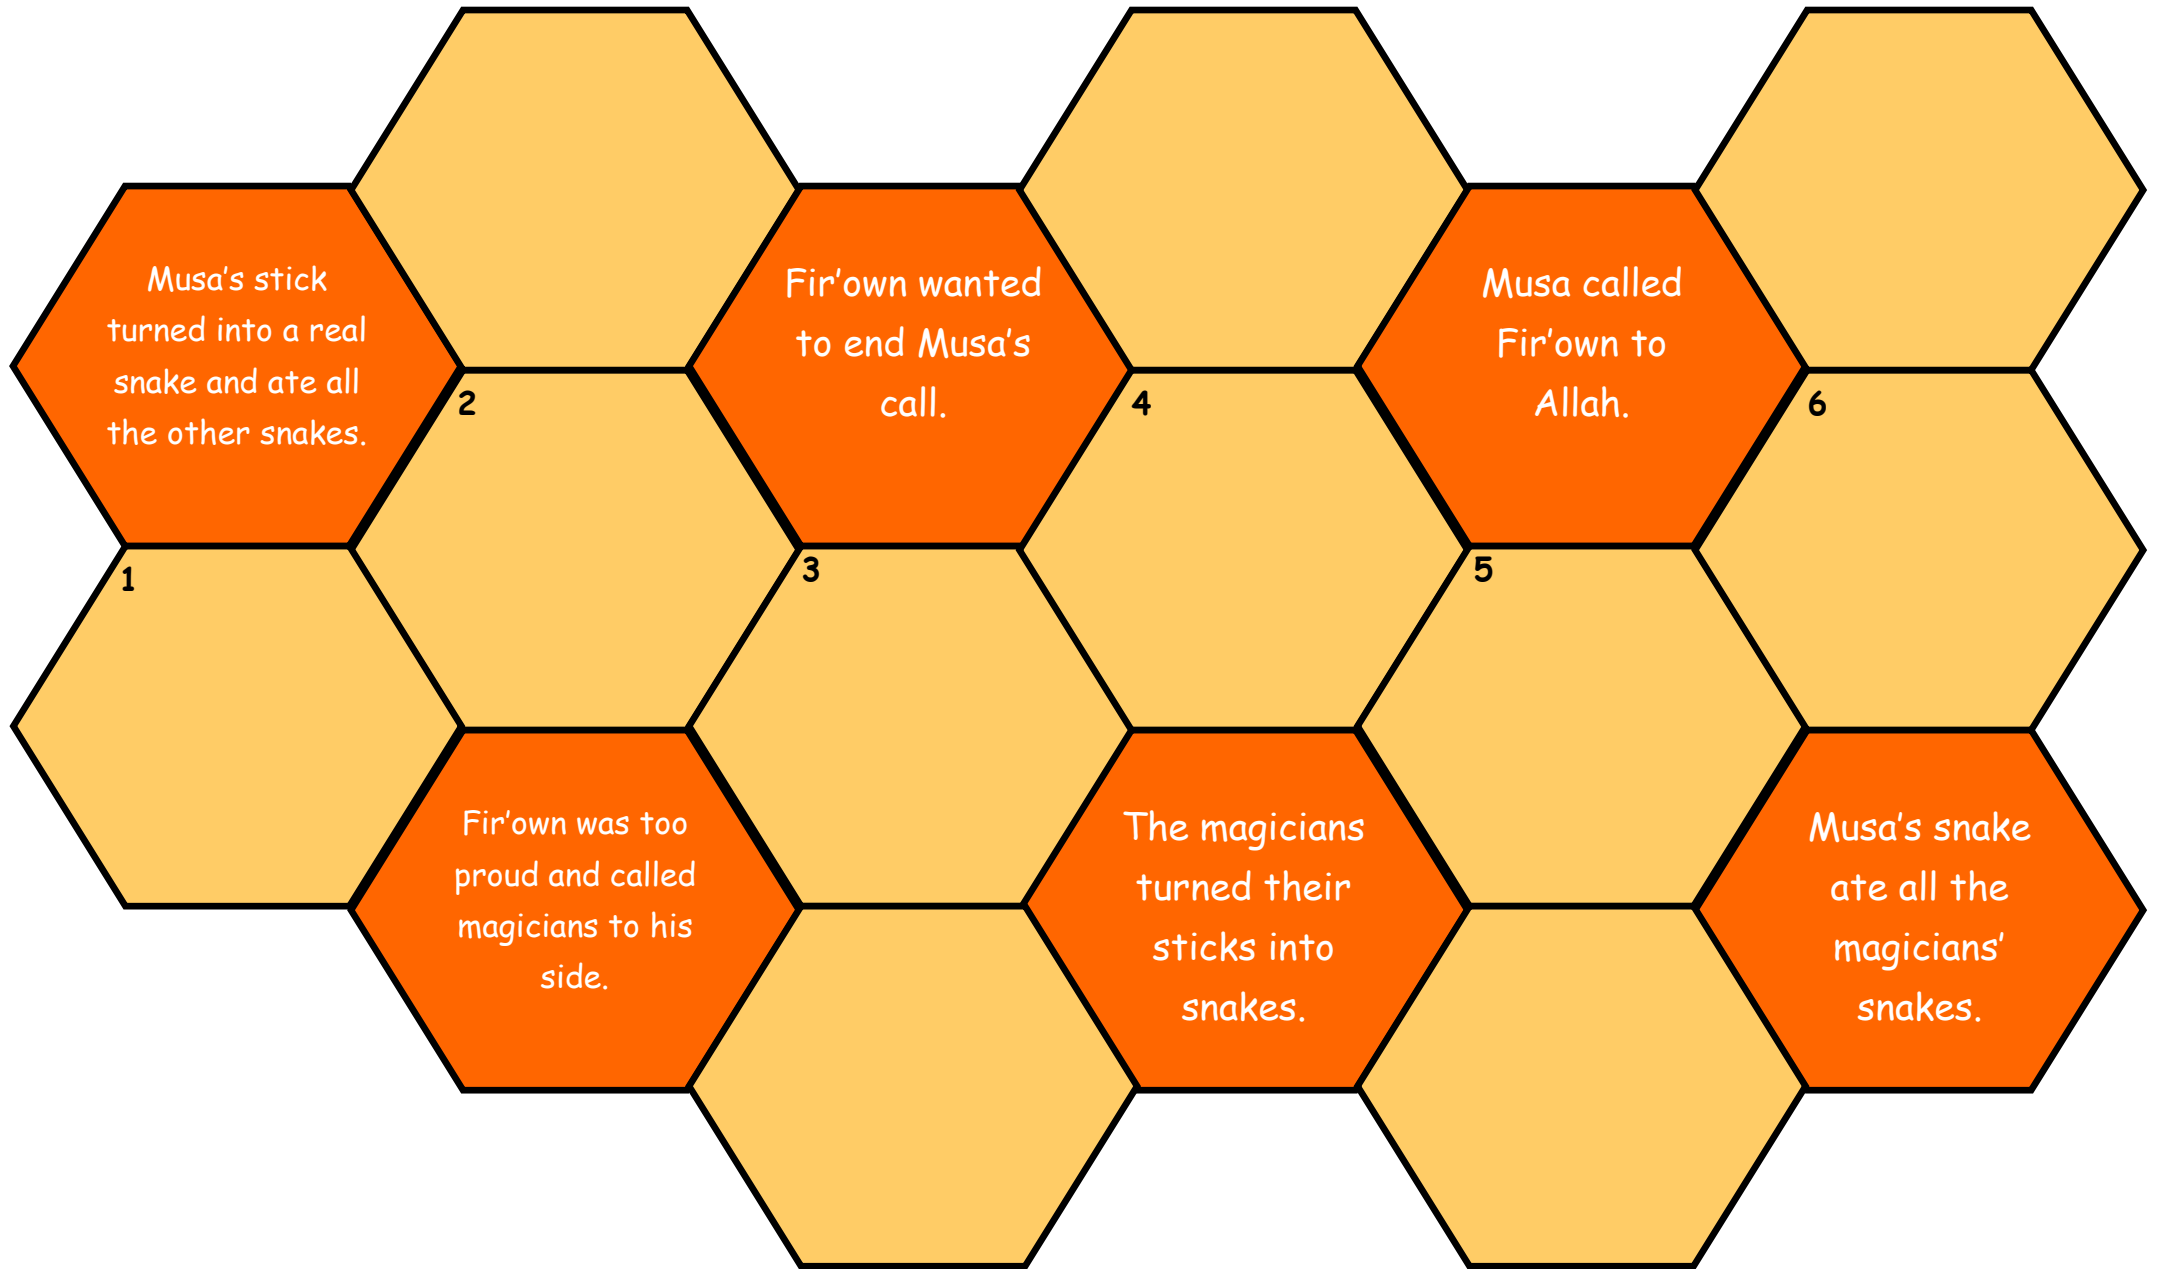 Musa's stick
turned into a real
snake and ate all
the other snakes.
Fir'own wanted
to end Musa's
call.
Musa called
Fir'own to
Allah.
2
4
6
1
3
5
Fir'own was too
proud and called
magicians to his
side.
The magicians
turned their
sticks into
snakes.
Musa's snake
ate all the
magicians'
snakes.